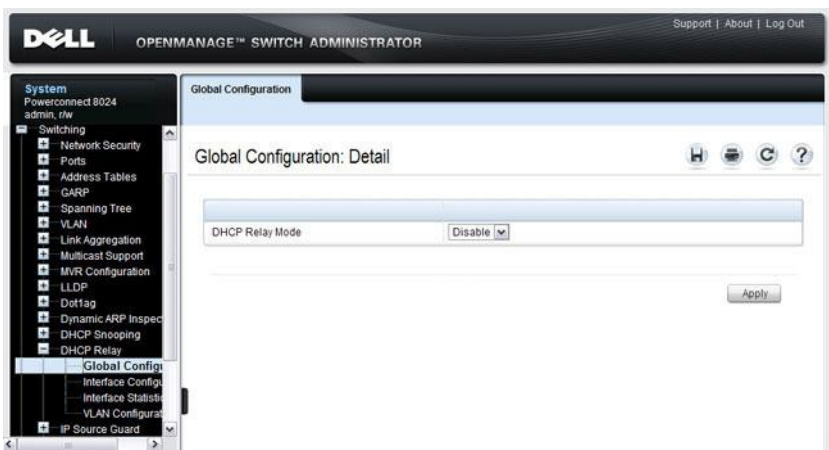 Support | About | Log Out
DELL OPENMANAGE™ SWITCH ADMINISTRATOR
System
Powerconnect 8024
admin, r/w
Switching
Network Security
Ports
Address Tables
GARP
Spanning Tree
VLAN
Link Aggregation
Multicast Support
MVR Configuration
LLDP
Dot1ag
Dynamic ARP Inspec
DHCP Snooping
DHCP Relay
Global Config
Interface Configu
Interface Statistic
VLAN Configurat
IP Source Guard
Global Configuration
Global Configuration: Detail
DHCP Relay Mode Disable
Apply